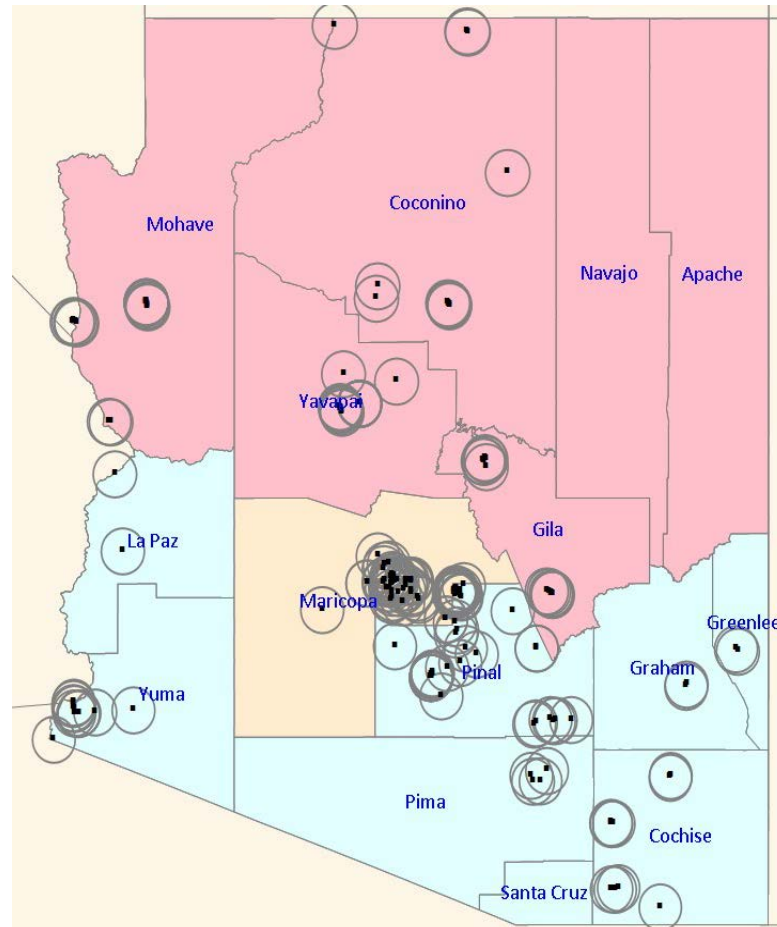 Mohave
Coconino
Navajo
Apache
Yavapai
La Paz
Gila
Maricopa
Greenlee
Graham
Pinal
Yuma
Pima
Cochise
Santa Cruz